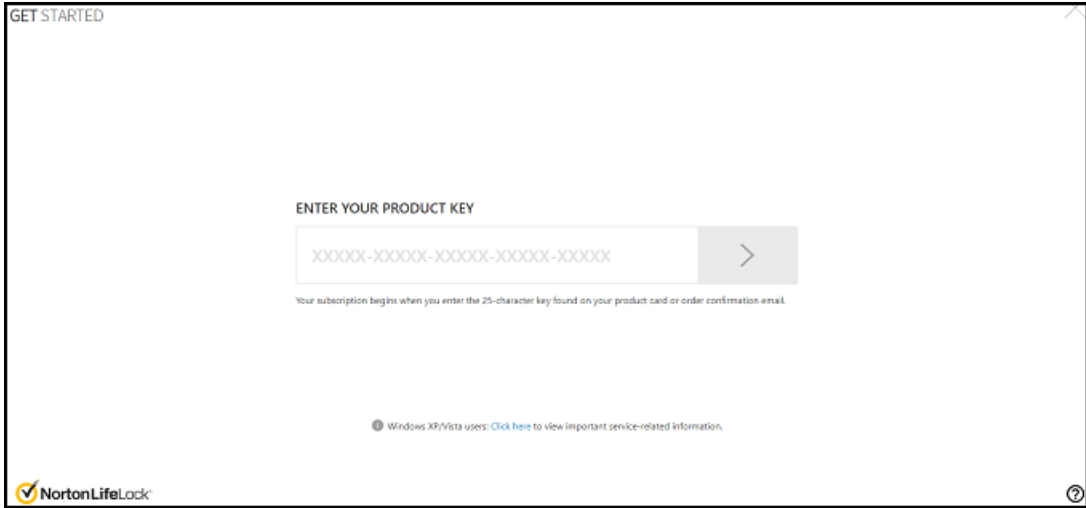 GET STARTED
ENTER YOUR PRODUCT KEY
XXXXX-XXXXX-XXXXX-XXXXX-XXXXX
Your subscription begins when you enter the 25-character key found on your product card or order confirmation email.
Windows XP/Vista users: Click here to view important service-related information.
NortonLifeLock